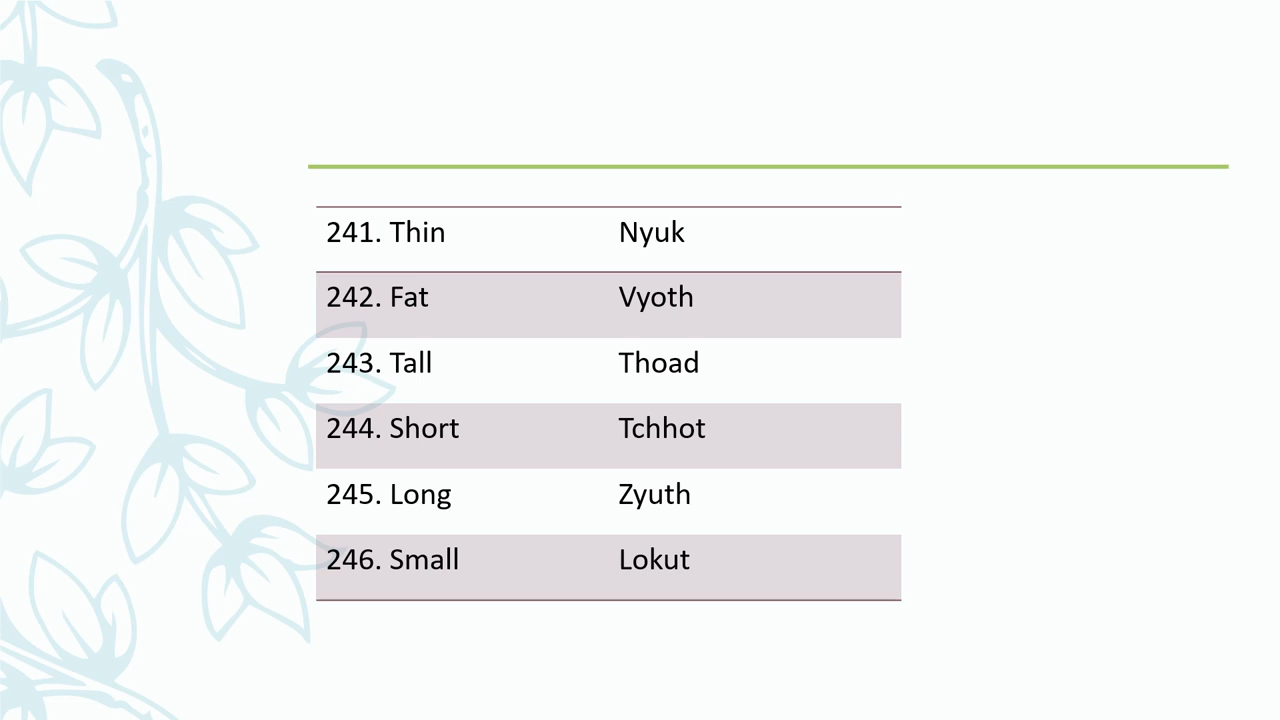 241. Thin Nyuk
242. Fat Vyoth
243. Tall Thoad
244. Short Tchhot
245. Long Zyuth
246. Small Lokut